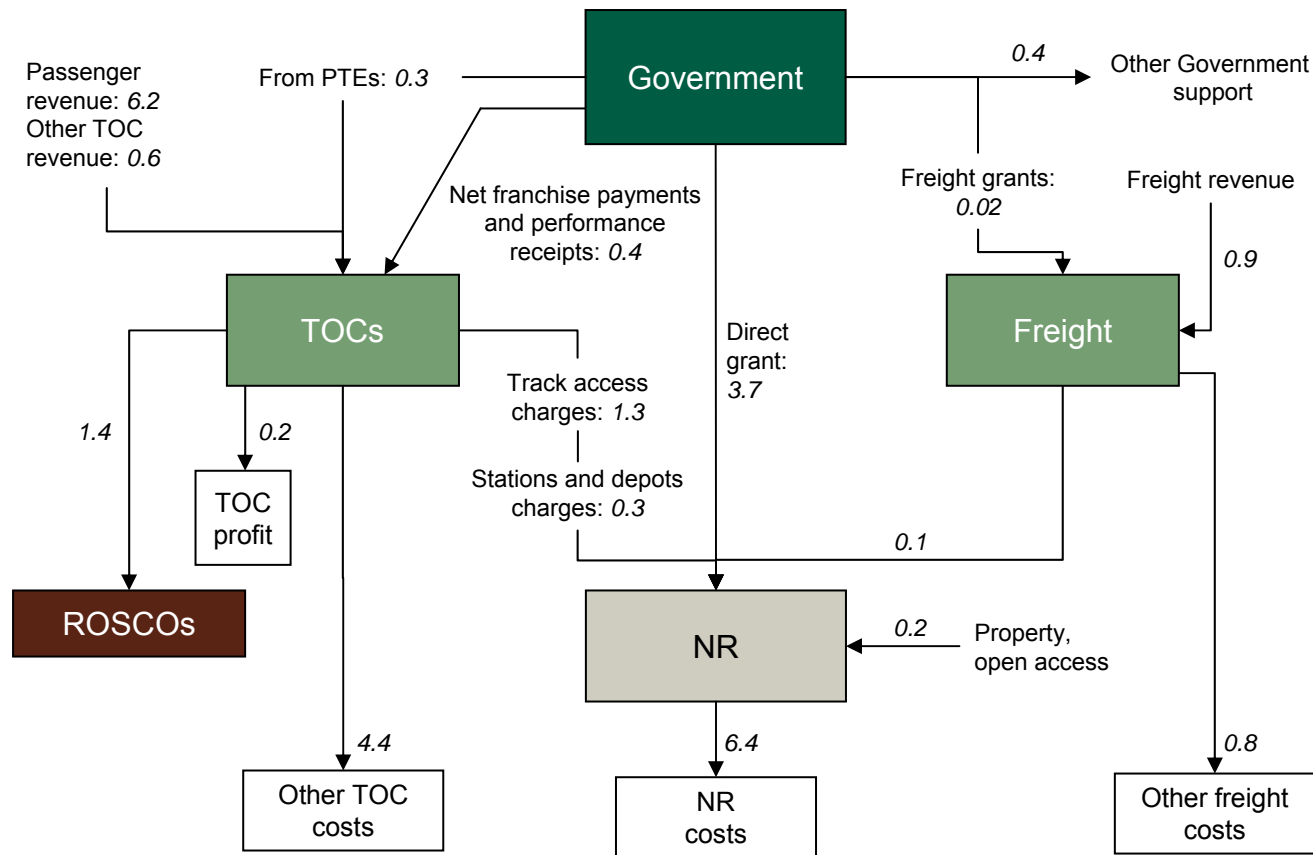 Passenger
revenue: 6.2
Other TOC
revenue: 0.6
From PTEs: 0.3
Government
0.4
Other Government
support
Net franchise payments
and performance
receipts: 0.4
Freight grants:
0.02
Freight revenue
0.9
TOCs
Direct
grant:
3.7
Freight
Track access
charges: 1.3
1.4
0.2
TOC
profit
Stations and depots
charges: 0.3
0.1
ROSCOs
NR
0.2
Property,
open access
4.4
6.4
0.8
Other TOC
costs
NR
costs
Other freight
costs